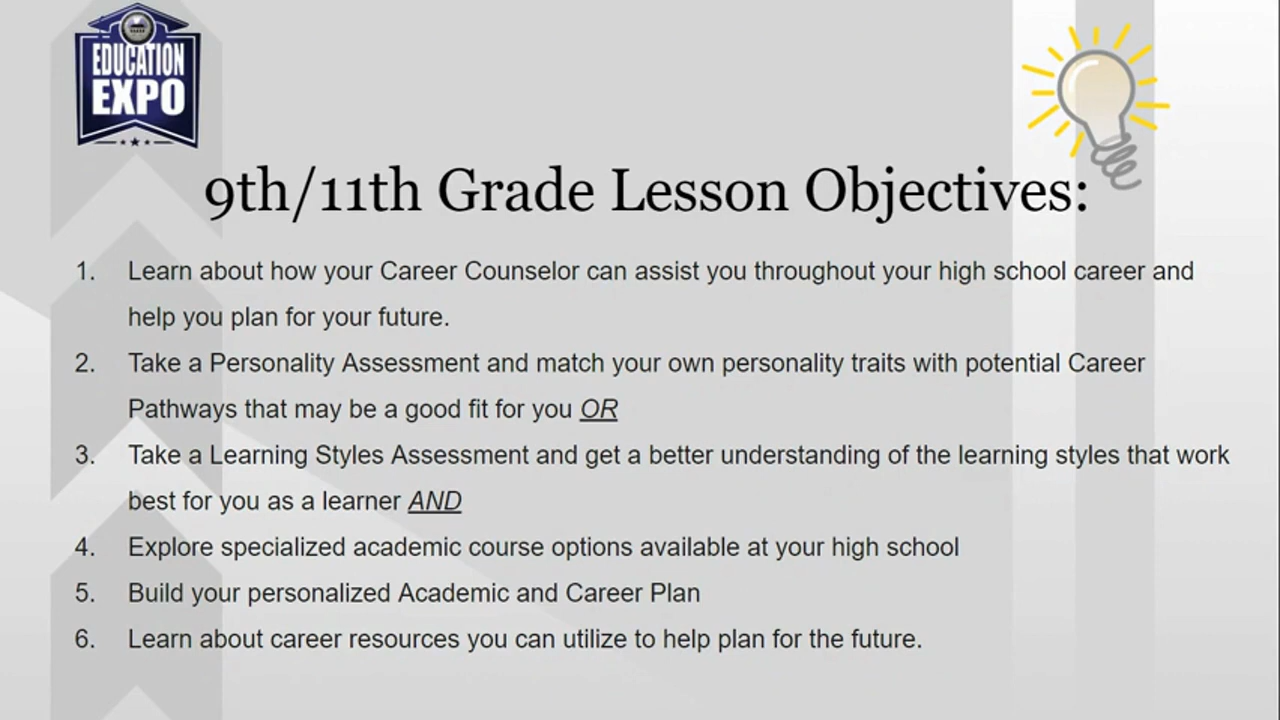 EDUCATION
EXPO
9th/11th Grade Lesson Objectives:
1. Learn about how your Career Counselor can assist you throughout your high school career and
help you plan for your future.
2. Take a Personality Assessment and match your own personality traits with potential Career
Pathways that may be a good fit for you OR
3. Take a Learning Styles Assessment and get a better understanding of the learning styles that work
best for you as a learner AND
4. Explore specialized academic course options available at your high school
5. Build your personalized Academic and Career Plan
6. Learn about career resources you can utilize to help plan for the future.